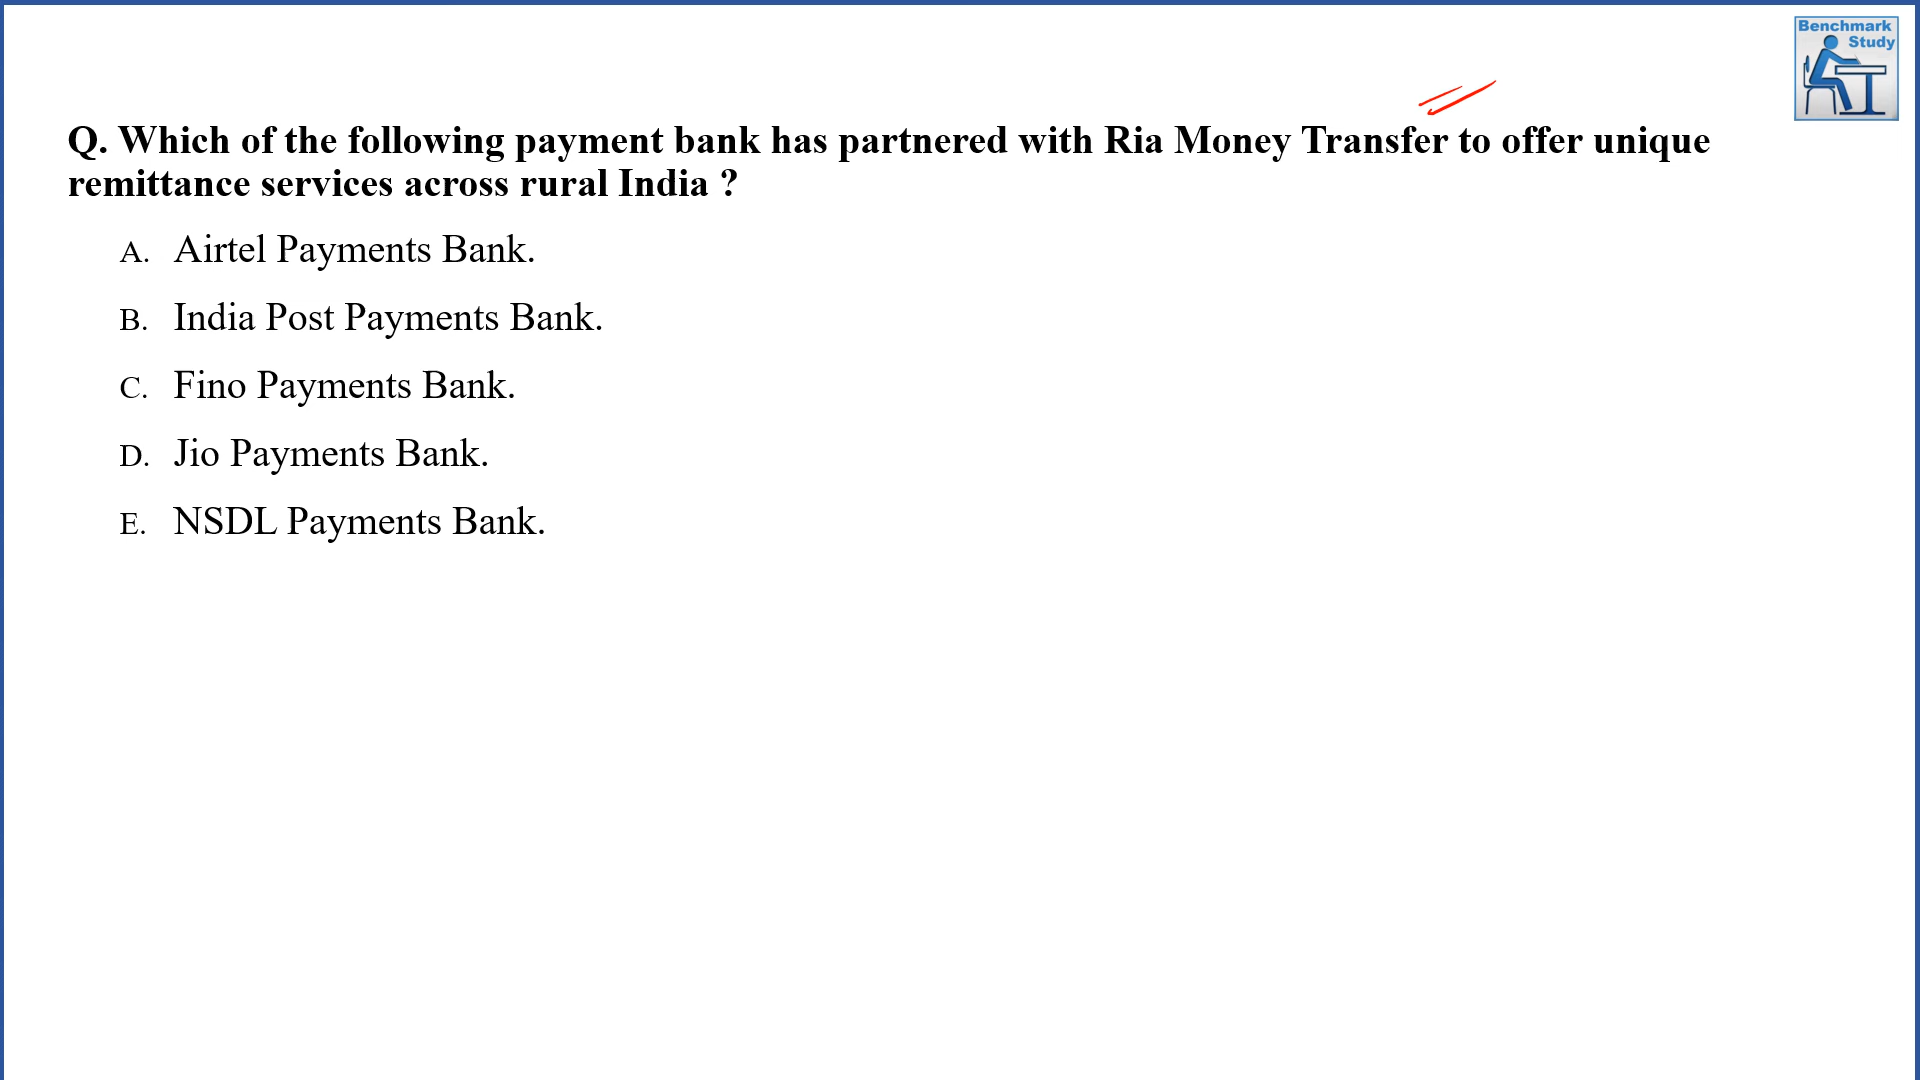 Benchmark
Study
Q. Which of the following payment bank has partnered with Ria Money Transfer to offer unique
remittance services across rural India ?
A. Airtel Payments Bank.
B. India Post Payments Bank.
C. Fino Payments Bank.
D. Jio Payments Bank.
E. NSDL Payments Bank.